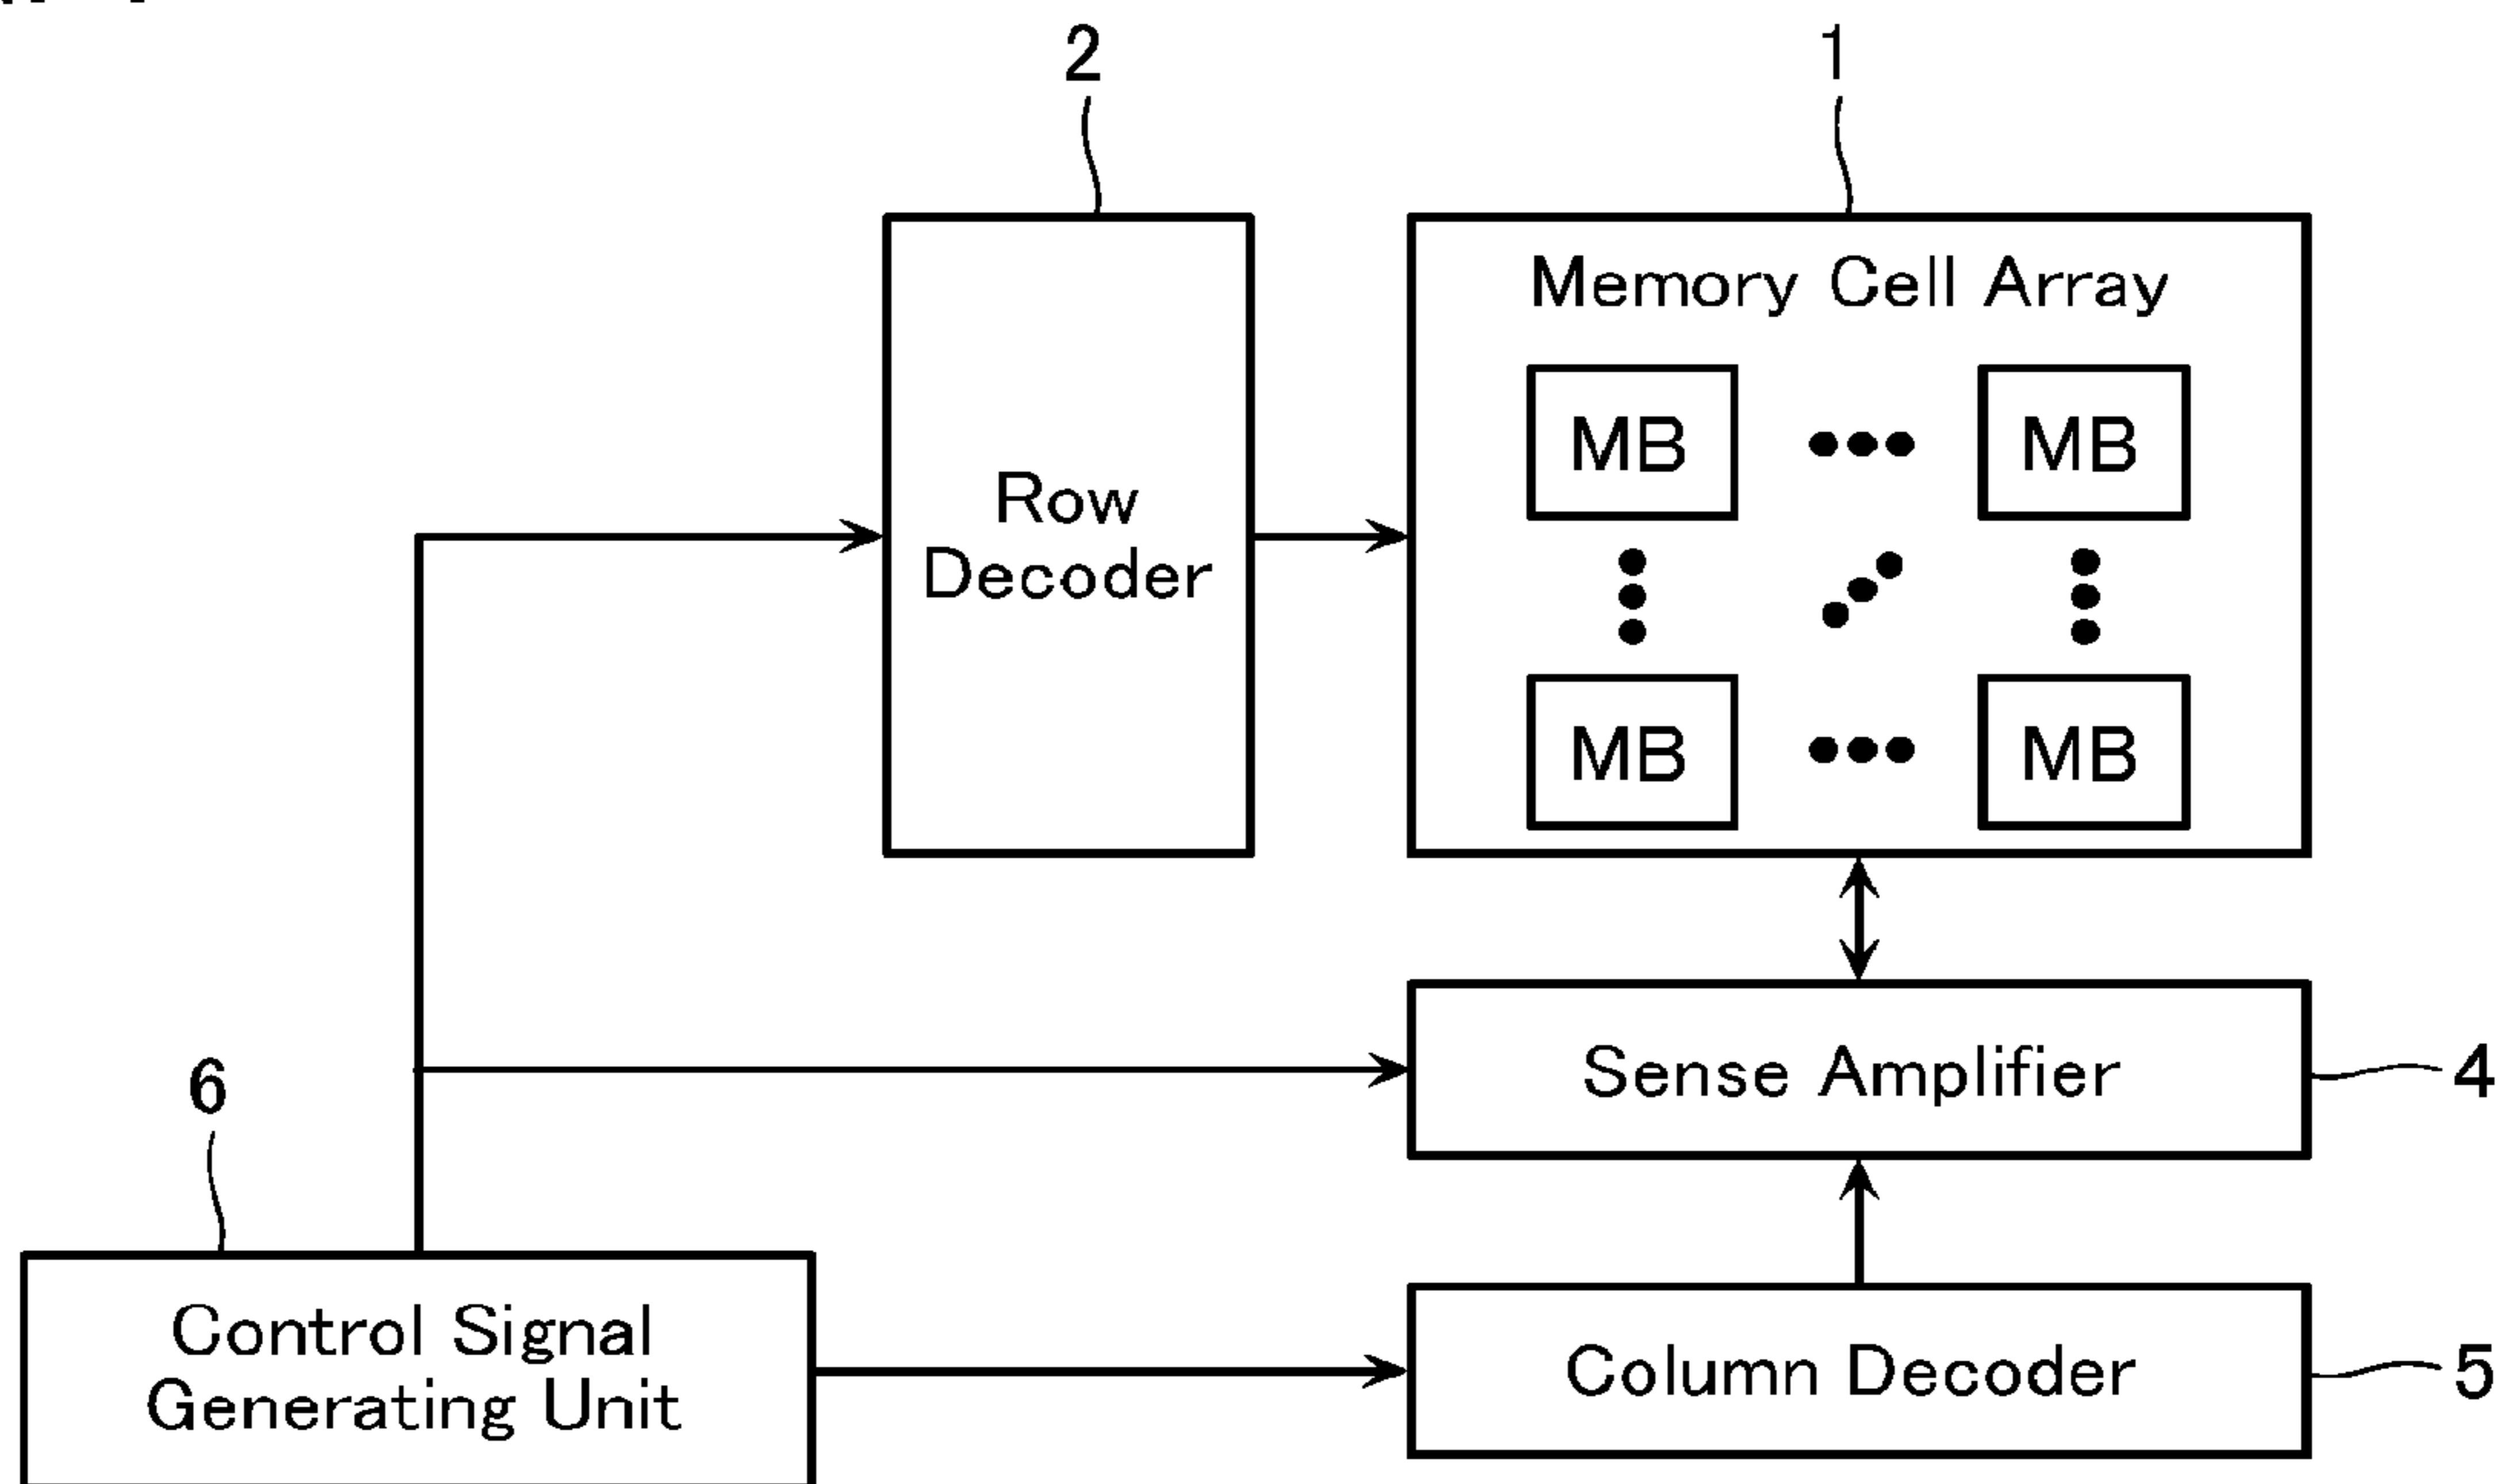 2
1
Memory Cell Array
MB ••• MB
Row
Decoder
MB ••• MB
6
Sense Amplifier
4
Control Signal
Generating Unit
Column Decoder
5